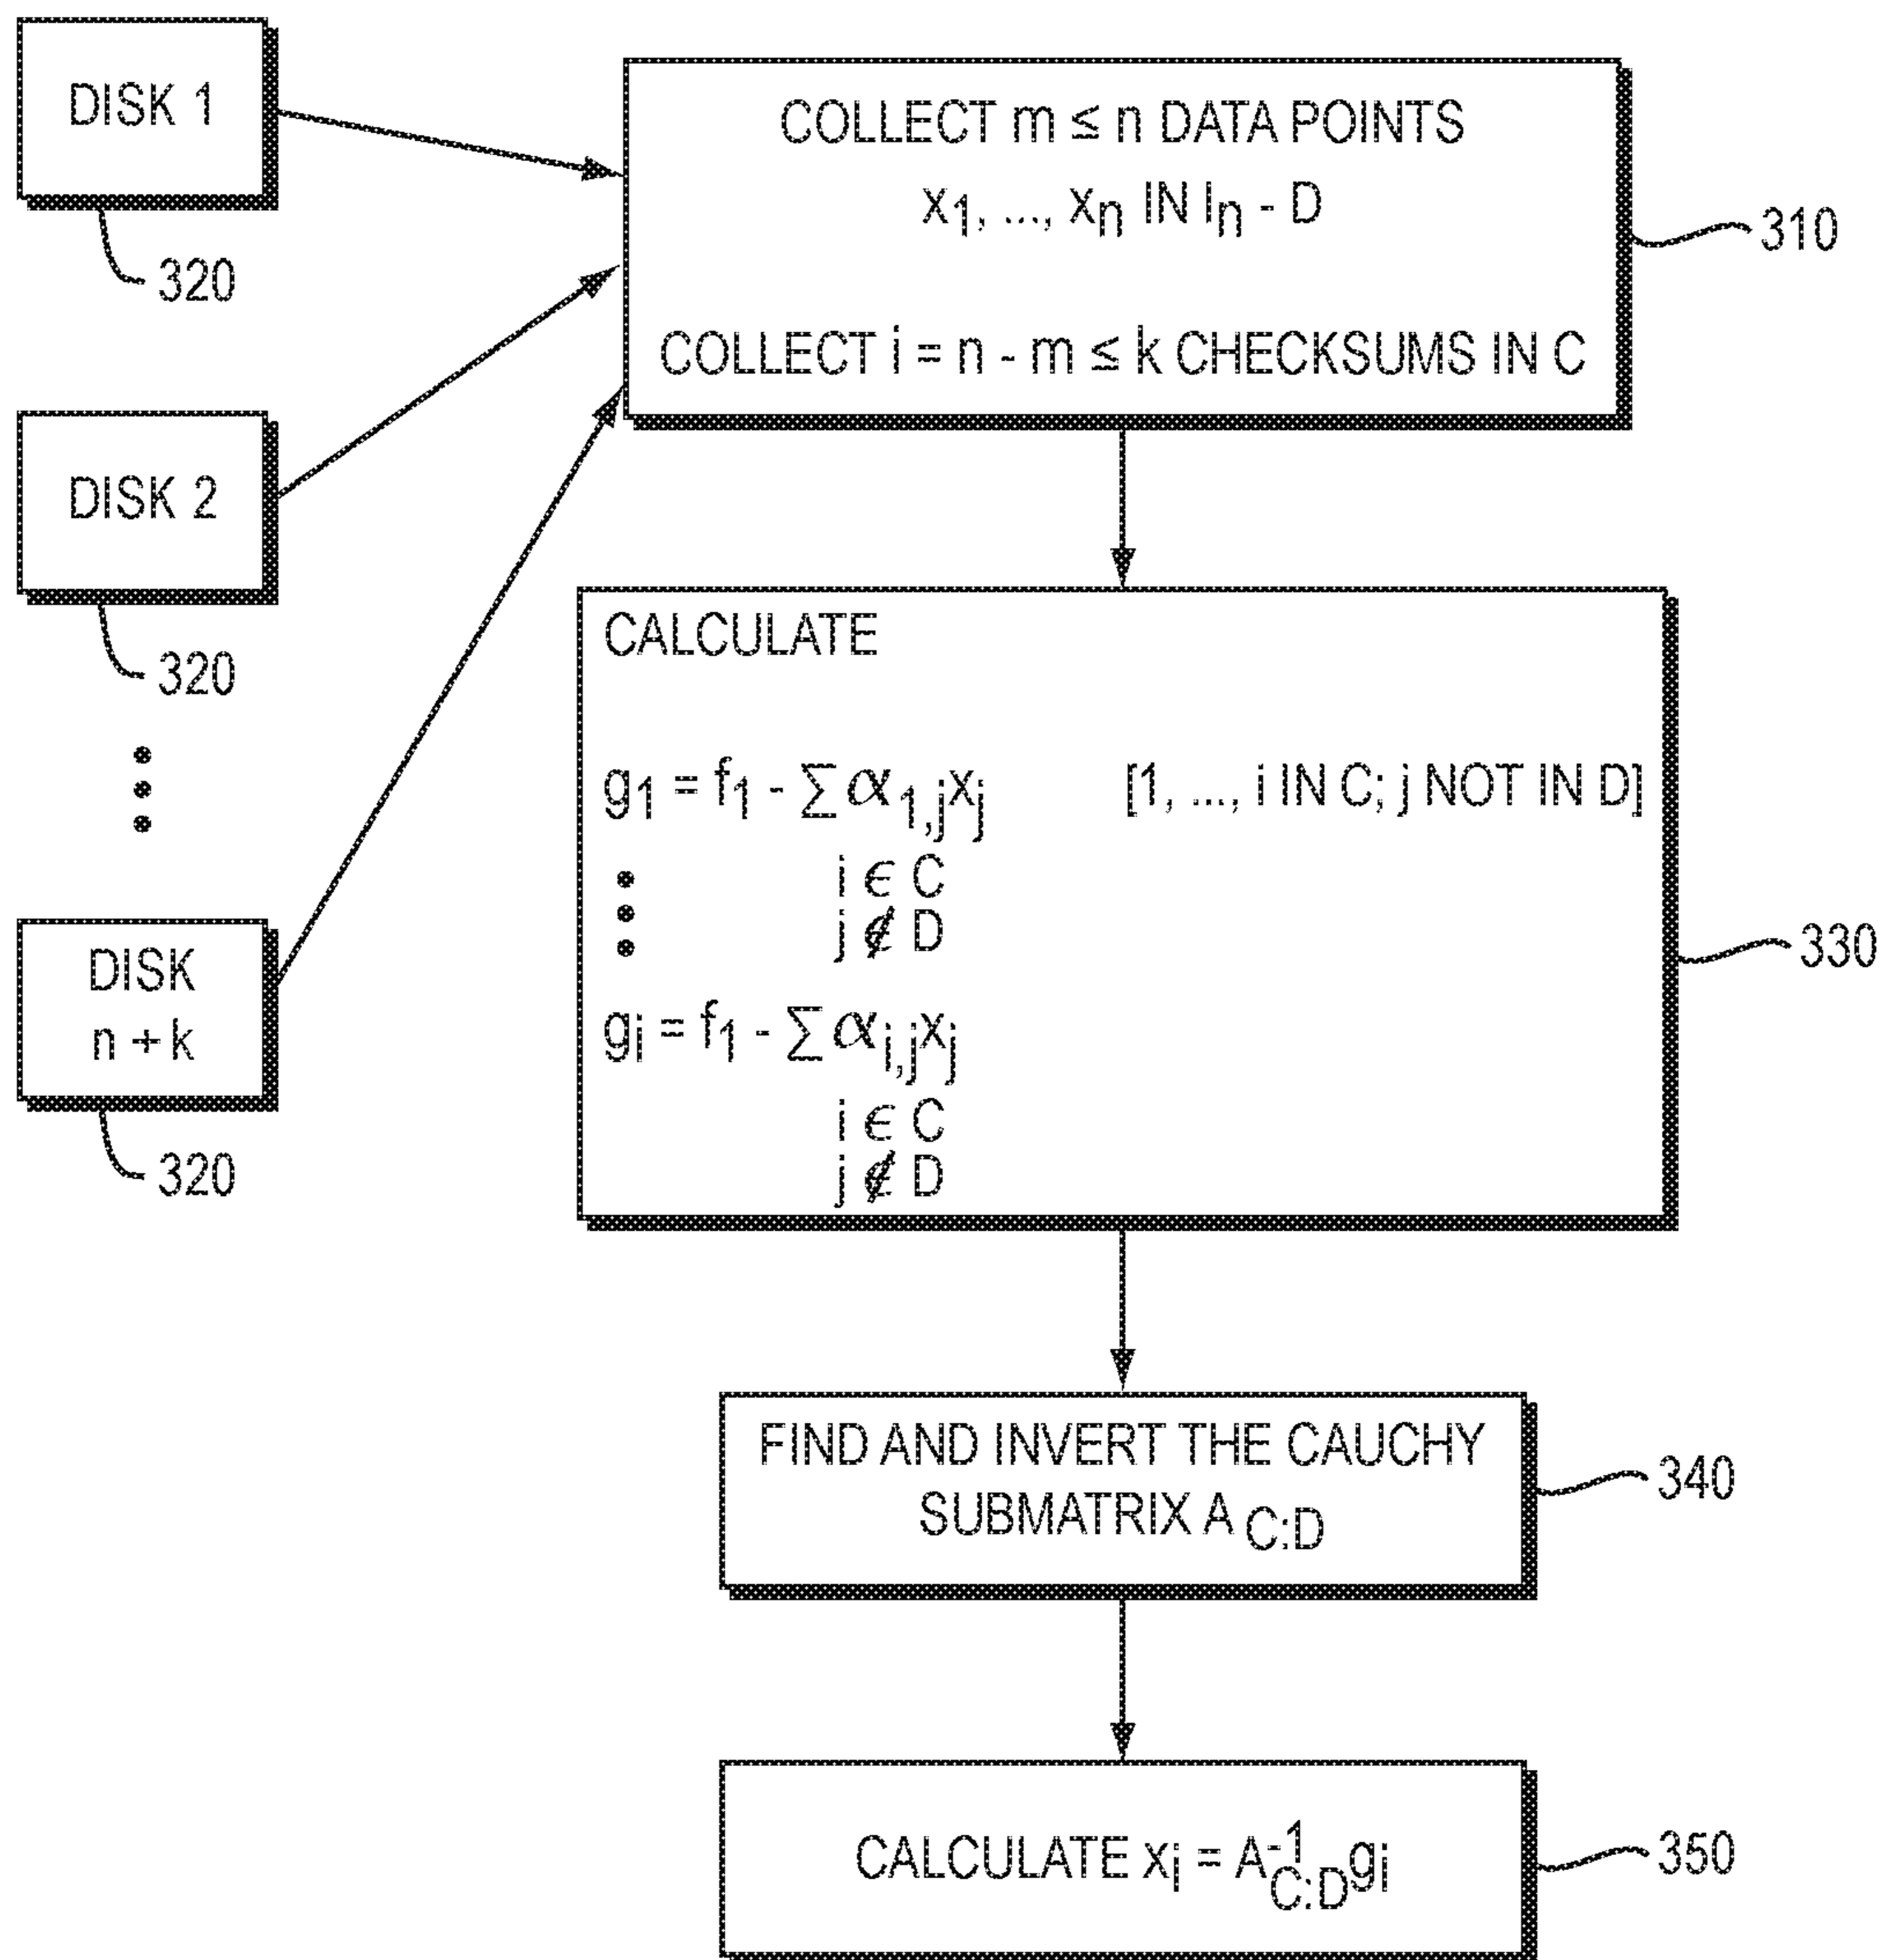 DISK 1
320
DISK 2
320
DISK
n + k
320
COLLECT m ≤ n DATA POINTS
x1, ..., xn IN In - D
COLLECT i = n - m ≤ k CHECKSUMS IN C
310
CALCULATE
g1 = f1 - ∑ α1,jxj [1, ..., i IN C; j NOT IN D]
i ∈ C
j ∉ D
gi = f1 - ∑ αi,jxj
i ∈ C
j ∉ D
330
FIND AND INVERT THE CAUCHY
SUBMATRIX A C:D
340
CALCULATE xi = A-1C:Dgi
350